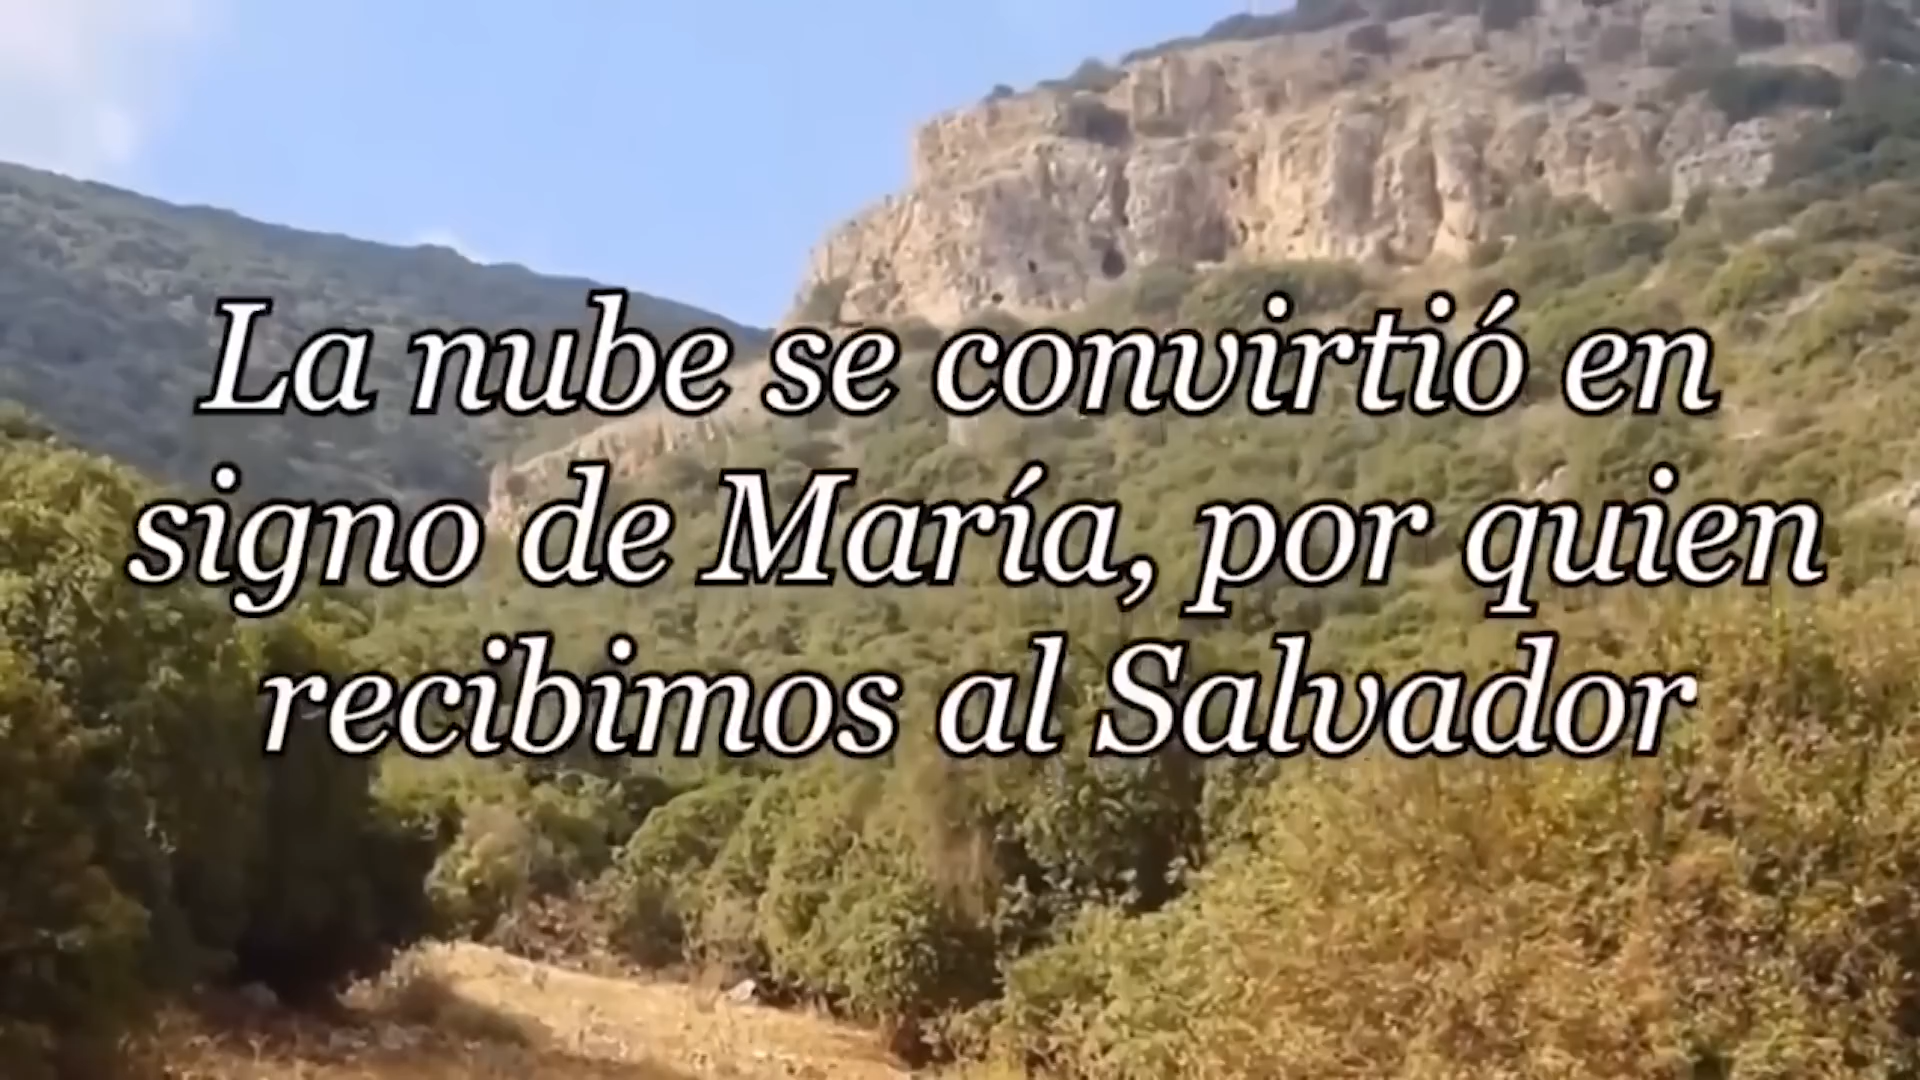 La nube se convirtió en
signo de María, por quien
recibimos al Salvador